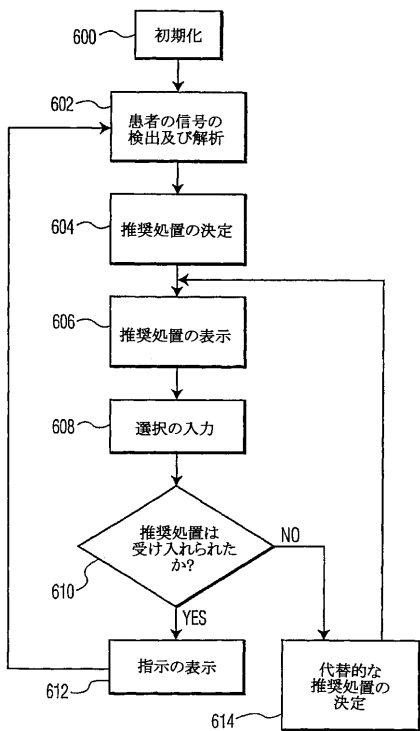 600
初期化
602
患者の信号の
検出及び解析
604
推奨処置の決定
606
推奨処置の表示
608
選択の入力
推奨処置は
受け入れられた
か?
610
NO
YES
指示の表示
612
代替的な
推奨処置の
決定
614